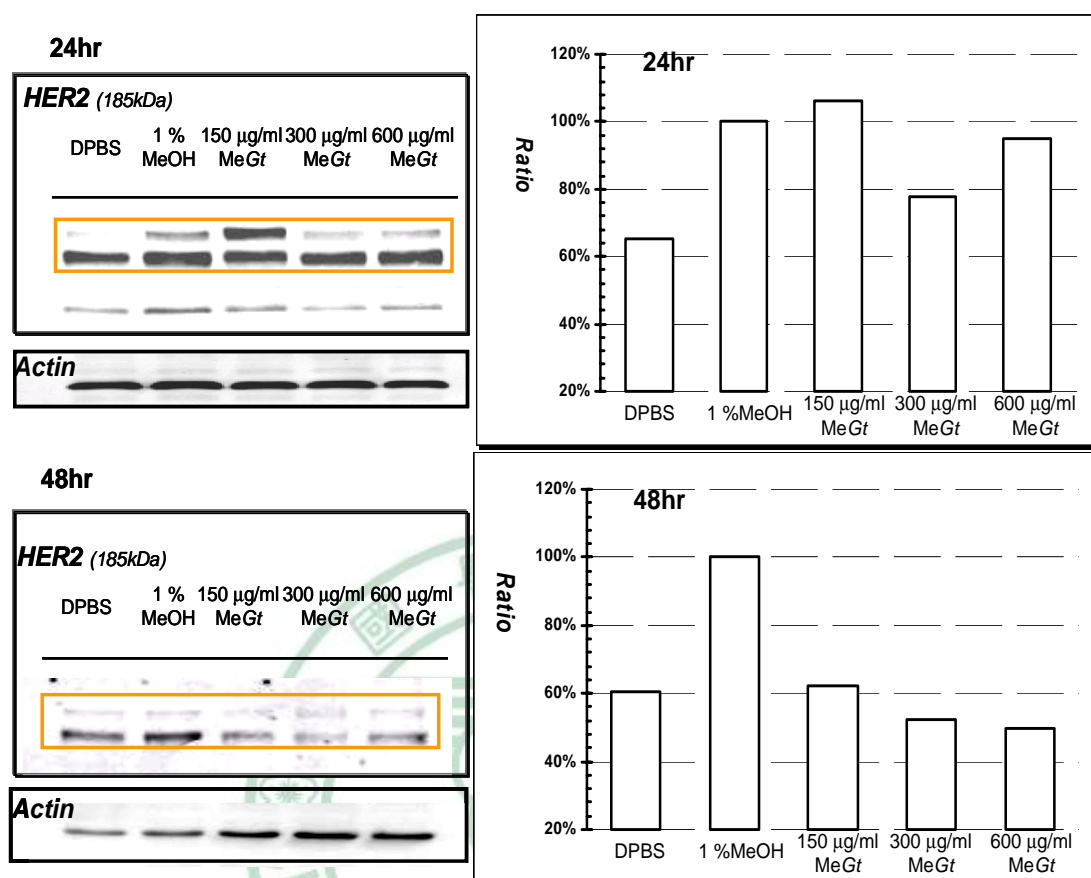 24hr
HER2 (185kDa)
DPBS 1 % 150 µg/ml 300 µg/ml 600 µg/ml
MeOH MeGt MeGt MeGt
Actin
120%
100%
80%
60%
40%
20%
Ratio
24hr
DPBS 1 %MeOH 150 µg/ml 300 µg/ml 600 µg/ml
MeGt MeGt MeGt
48hr
HER2 (185kDa)
DPBS 1 % 150 µg/ml 300 µg/ml 600 µg/ml
MeOH MeGt MeGt MeGt
Actin
120%
100%
80%
60%
40%
20%
Ratio
48hr
DPBS 1 %MeOH 150 µg/ml 300 µg/ml 600 µg/ml
MeGt MeGt MeGt